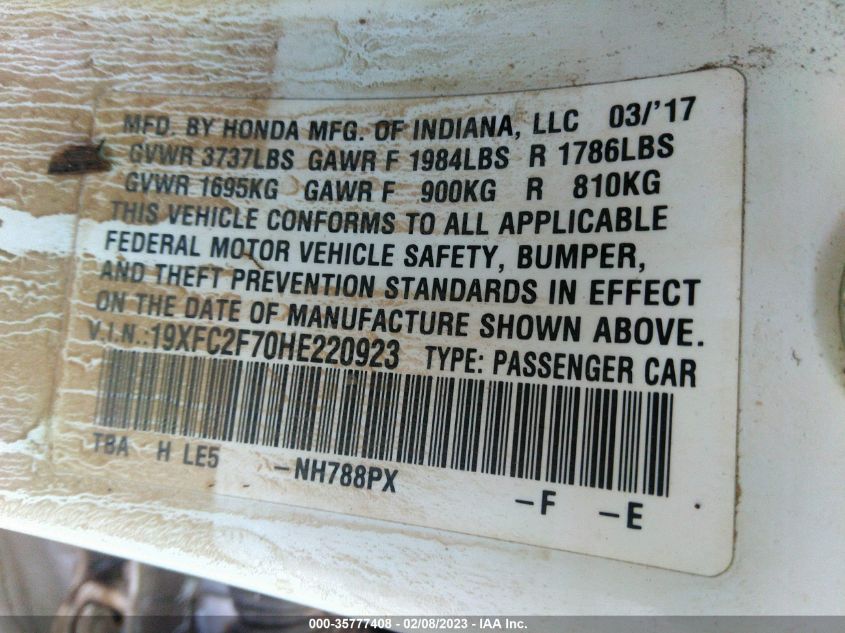 MFD. BY HONDA MFG. OF INDIANA, LLC 03/'17
GVWR 3737LBS GAWR F 1984LBS R 1786LBS
GVWR 1695KG GAWR F 900KG R 810KG
THIS VEHICLE CONFORMS TO ALL APPLICABLE
FEDERAL MOTOR VEHICLE SAFETY, BUMPER,
AND THEFT PREVENTION STANDARDS IN EFFECT
ON THE DATE OF MANUFACTURE SHOWN ABOVE.
V.I.N.:19XFC2F70HE220923 TYPE: PASSENGER CAR
TBA H LE5 -NH788PX -F -E
000-35777408 - 02/08/2023 - IAA Inc.